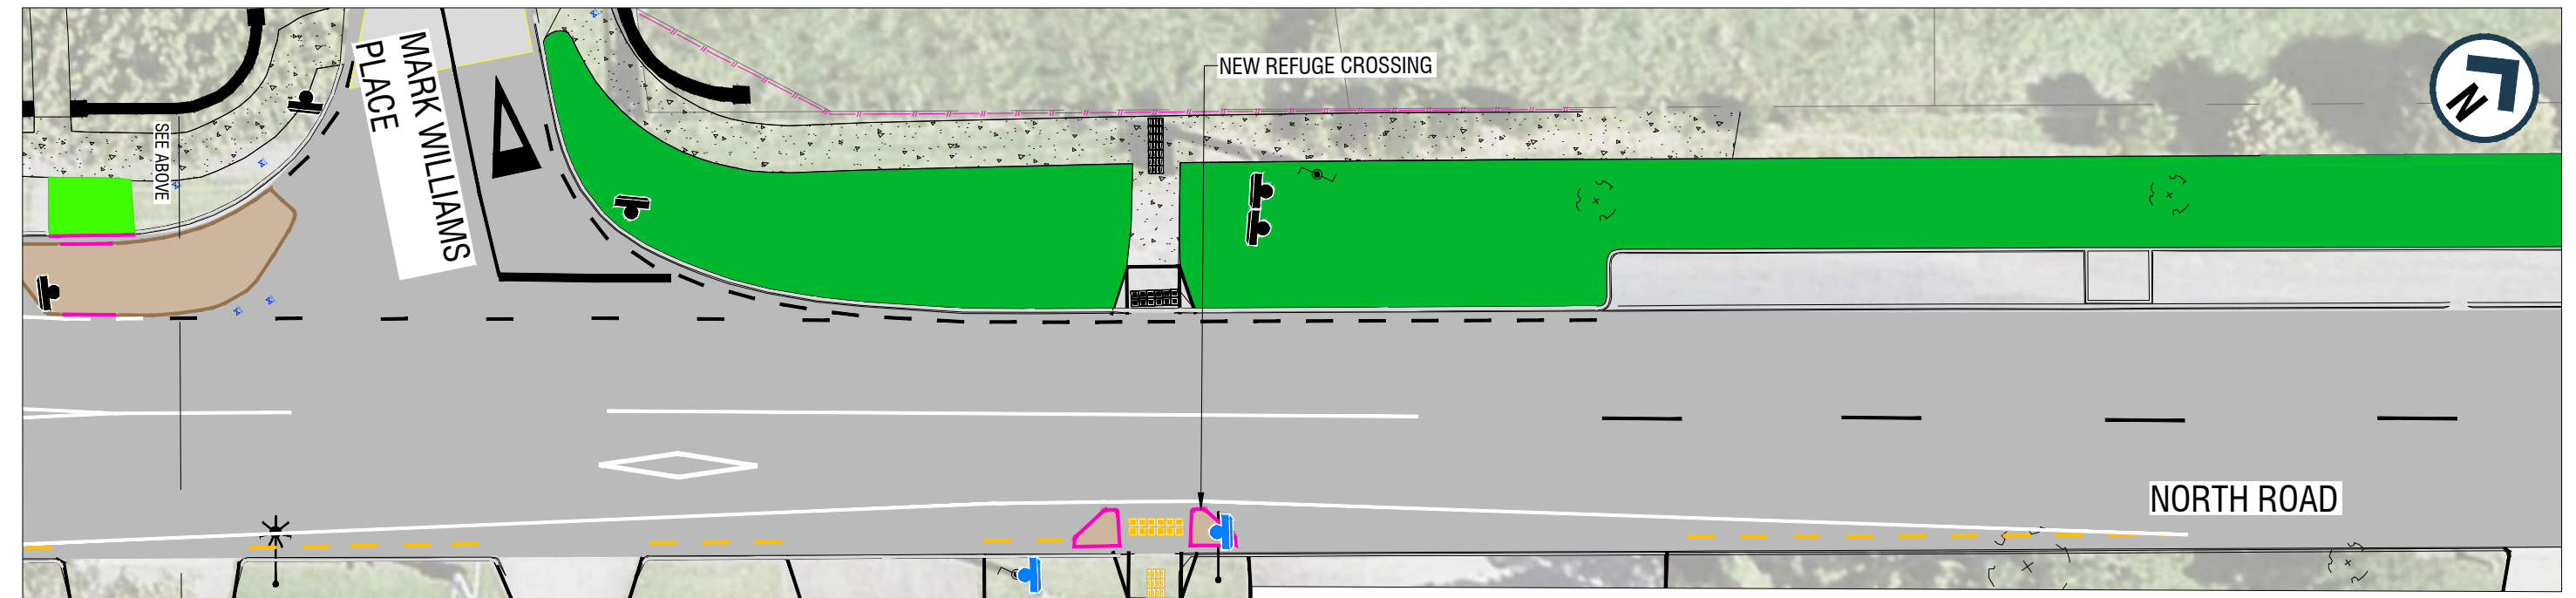 MARK WILLIAMS
PLACE
SEE ABOVE
NEW REFUGE CROSSING
N
NORTH ROAD